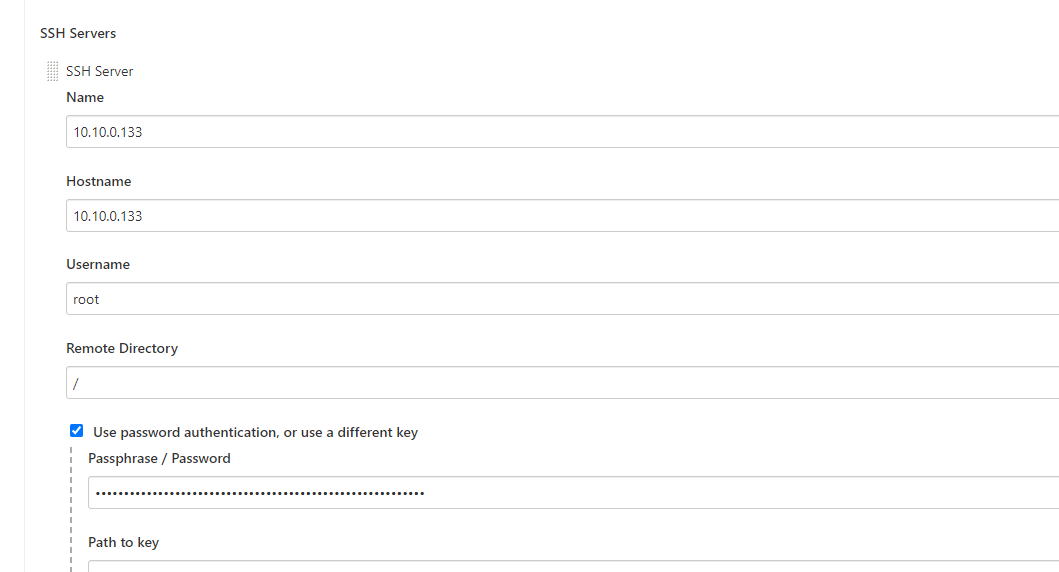 SSH Servers
SSH Server
Name
10.10.0.133
Hostname
10.10.0.133
Username
root
Remote Directory
/
Use password authentication, or use a different key
Passphrase / Password
••••••••••••••••••••••••••••••••••••••••••••••••••••••••••
Path to key